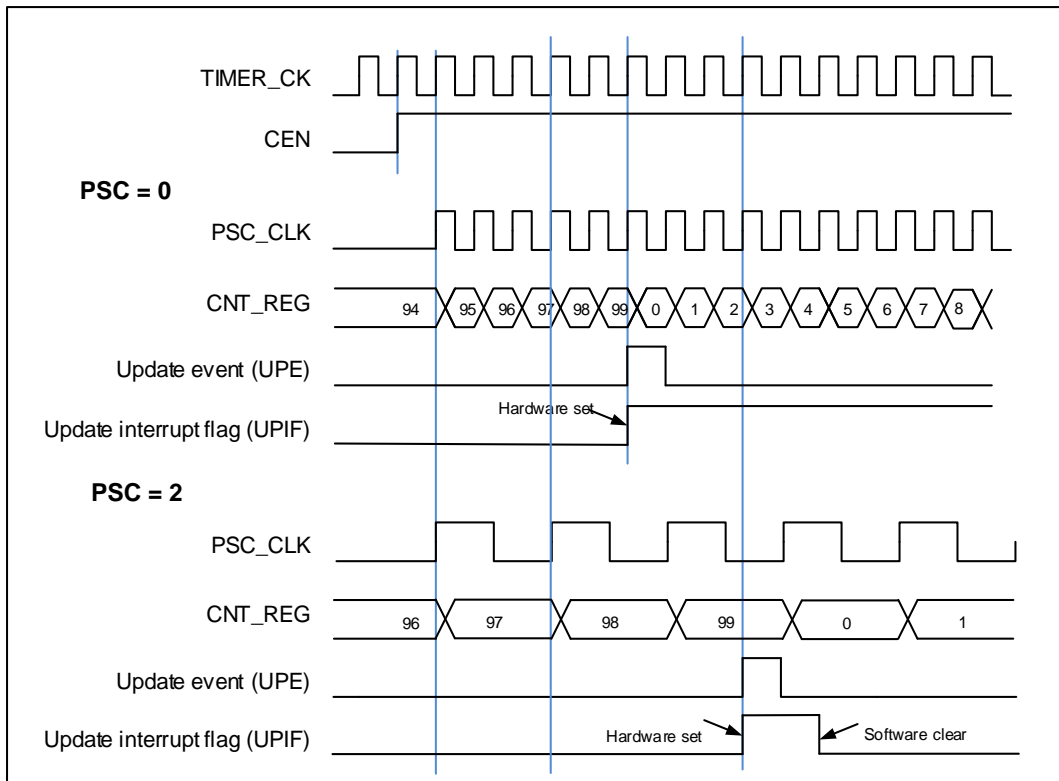 TIMER_CK
CEN
PSC = 0
PSC_CLK
CNT_REG 94 95 96 97 98 99 0 1 2 3 4 5 6 7 8
Update event (UPE)
Hardware set
Update interrupt flag (UPIF)
PSC = 2
PSC_CLK
CNT_REG 96 97 98 99 0 1
Update event (UPE)
Update interrupt flag (UPIF) Hardware set Software clear